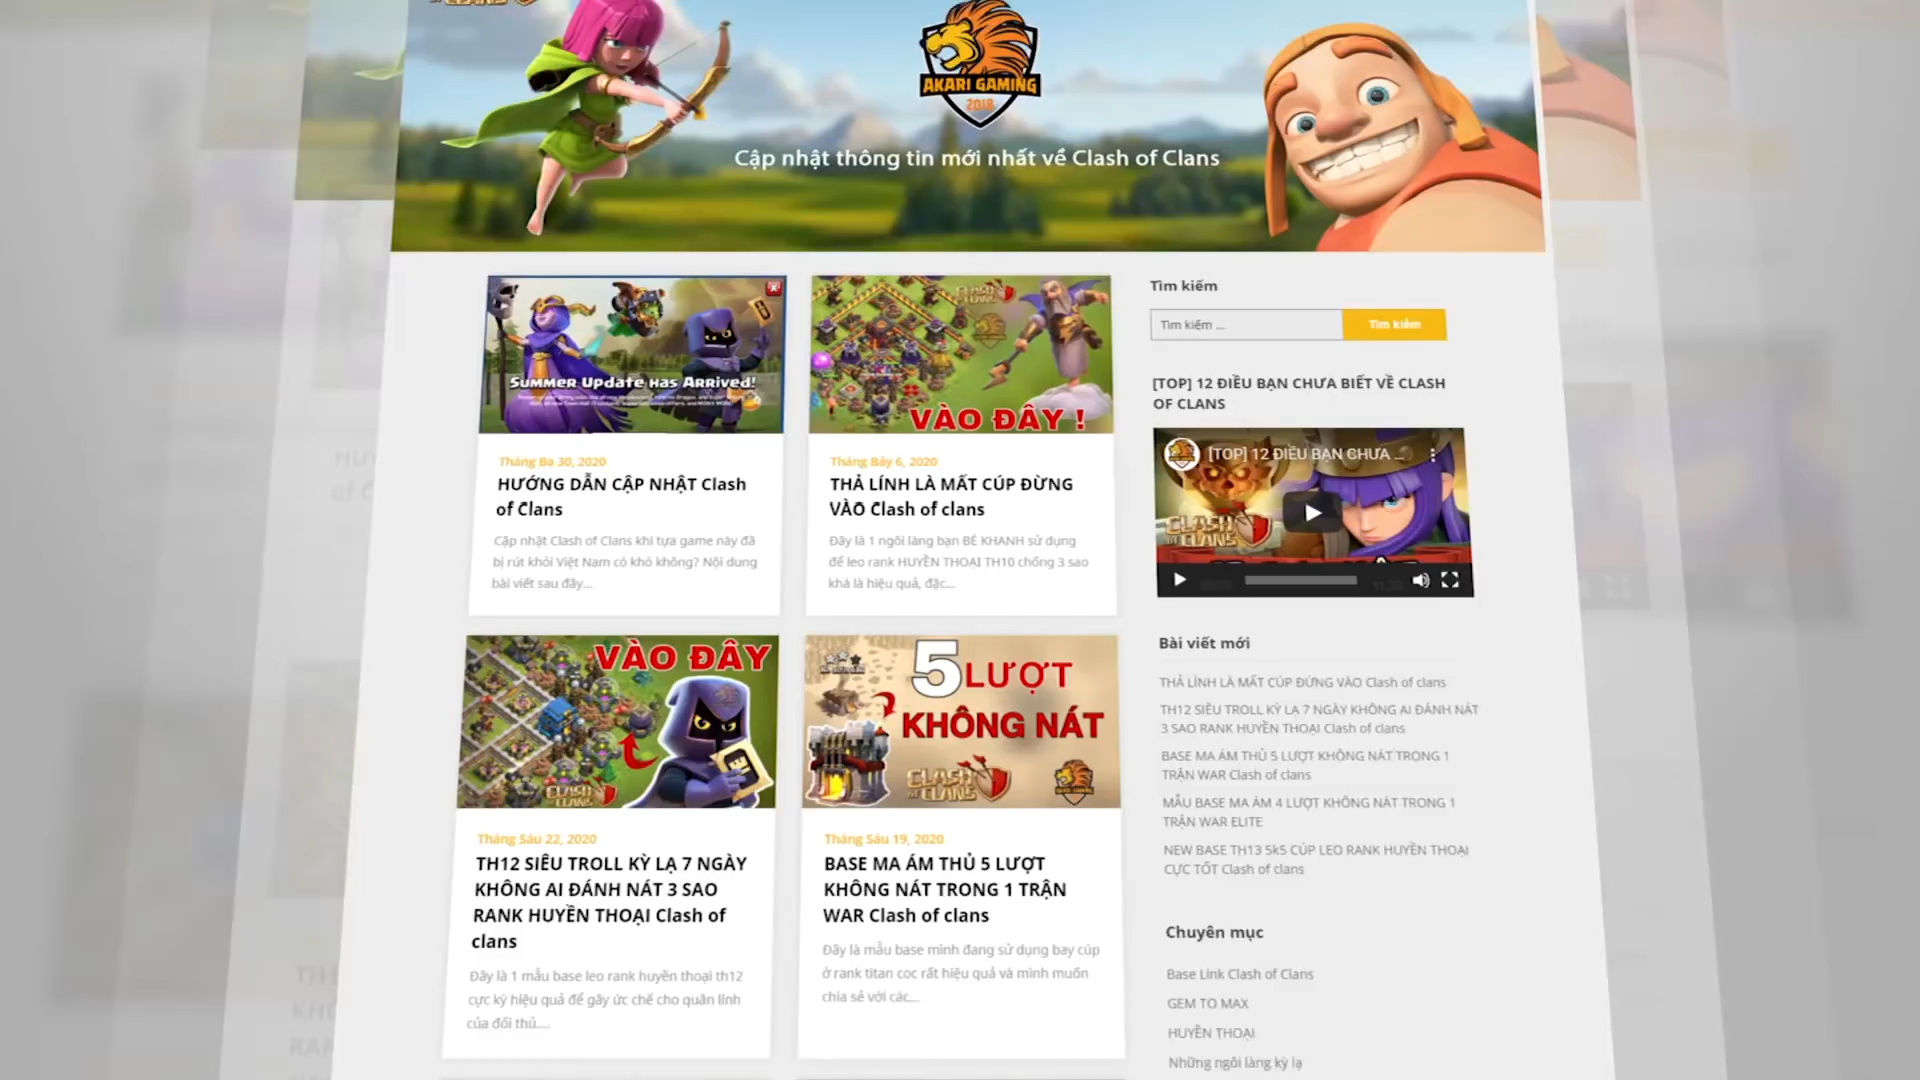 AKARI GAMING
2018
Cập nhật thông tin mới nhất về Clash of Clans
Summer Update has Arrived!
Tháng Ba 30, 2020
HƯỚNG DẪN CẬP NHẬT Clash
of Clans
Cập nhật Clash of Clans khi tựa game này đã
bị rút khỏi Việt Nam có khó không? Nội dung
bài viết sau đây...
VÀO ĐÂY !
Tháng Bảy 6, 2020
THẢ LÍNH LÀ MẤT CÚP ĐỪNG
VÀO Clash of clans
Đây là 1 ngôi làng bạn BÉ KHANH sử dụng
để leo rank HUYỀN THOẠI TH10 chống 3 sao
khá là hiệu quả, đặc...
VÀO ĐÂY
CLASH OF CLANS
Tháng Sáu 22, 2020
TH12 SIÊU TROLL KỲ LẠ 7 NGÀY
KHÔNG AI ĐÁNH NÁT 3 SAO
RANK HUYỀN THOẠI Clash of
clans
Đây là 1 mẫu base leo rank huyền thoại th12
cực kỳ hiệu quả để gây ức chế cho quân lính
của đối thủ....
5 LƯỢT
KHÔNG NÁT
CLASH OF CLANS
AKARI GAMING
Tháng Sáu 19, 2020
BASE MA ÁM THỦ 5 LƯỢT
KHÔNG NÁT TRONG 1 TRẬN
WAR Clash of clans
Đây là mẫu base mình đang sử dụng bay cúp
ở rank titan coc rất hiệu quả và mình muốn
chia sẻ với các...
Tìm kiếm
Tìm kiếm ...
Tìm kiếm
[TOP] 12 ĐIỀU BẠN CHƯA BIẾT VỀ CLASH
OF CLANS
[TOP] 12 ĐIỀU BẠN CHƯA ...
CLASH OF CLANS
Bài viết mới
THẢ LÍNH LÀ MẤT CÚP ĐỪNG VÀO Clash of clans
TH12 SIÊU TROLL KỲ LẠ 7 NGÀY KHÔNG AI ĐÁNH NÁT
3 SAO RANK HUYỀN THOẠI Clash of clans
BASE MA ÁM THỦ 5 LƯỢT KHÔNG NÁT TRONG 1
TRẬN WAR Clash of clans
MẪU BASE MA ÁM 4 LƯỢT KHÔNG NÁT TRONG 1
TRẬN WAR ELITE
NEW BASE TH13 5k5 CÚP LEO RANK HUYỀN THOẠI
CỰC TỐT Clash of clans
Chuyên mục
Base Link Clash of Clans
GEM TO MAX
HUYỀN THOẠI
Những ngôi làng kỳ lạ